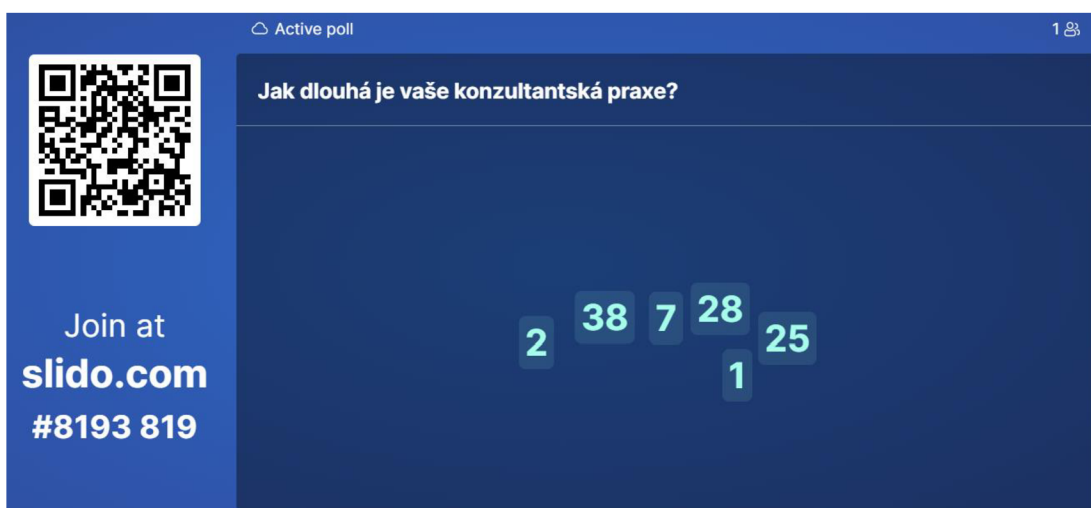 Active poll
1
Jak dlouhá je vaše konzultantská praxe?
Join at
slido.com
#8193 819
38
7
28
2
25
1